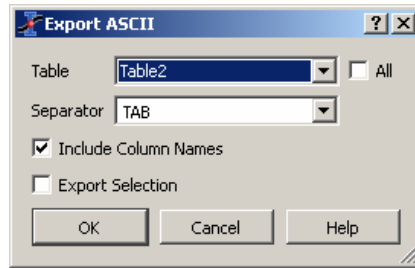 Export ASCII
Table Table2 All
Separator TAB
Include Column Names
Export Selection
OK Cancel Help